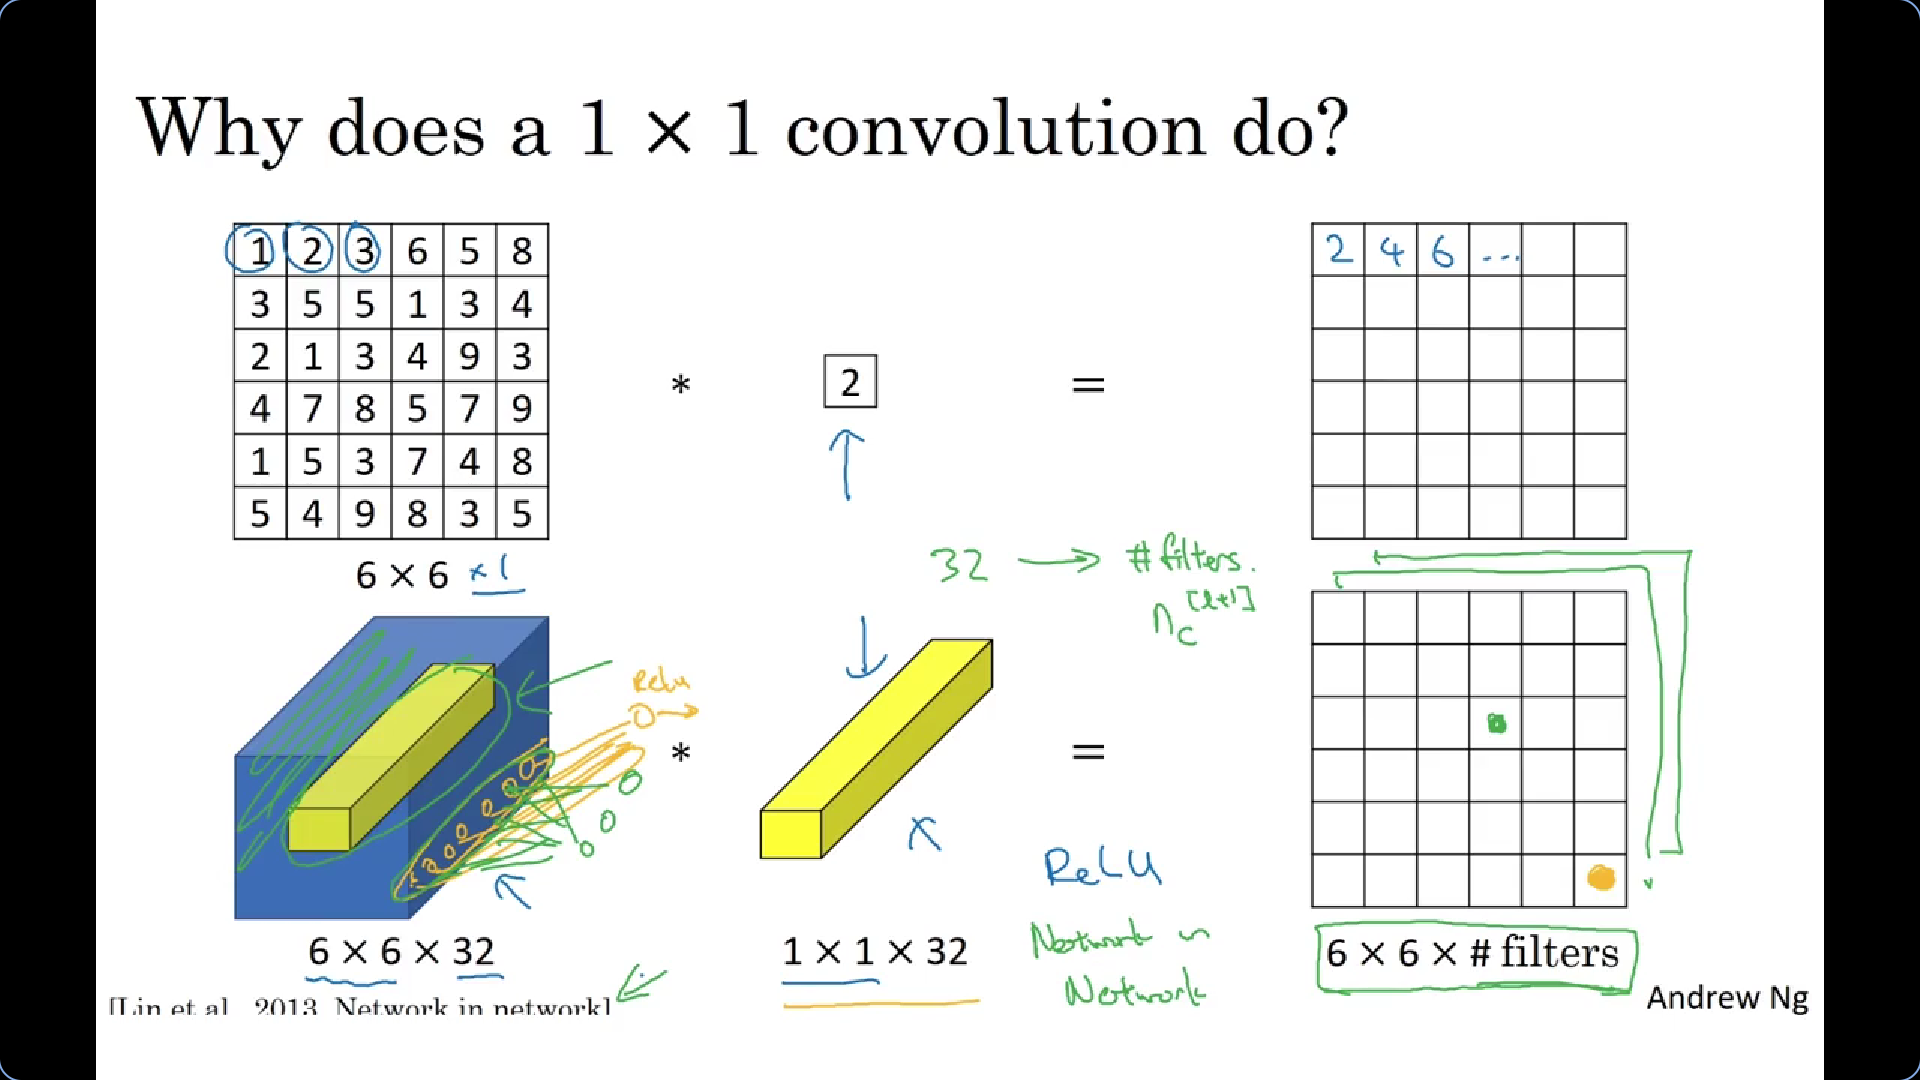 Why does a 1 × 1 convolution do?
1 2 3 6 5 8
3 5 5 1 3 4
2 1 3 4 9 3
4 7 8 5 7 9
1 5 3 7 4 8
5 4 9 8 3 5
6 × 6 × 1
*
2
=
2 4 6 ...
32 → # filters.
n_c^[l+1]
ReLU
*
=
ReLU
6 × 6 × 32
1 × 1 × 32
Network in
Network
6 × 6 × # filters
[Lin et al., 2013. Network in network]
Andrew Ng